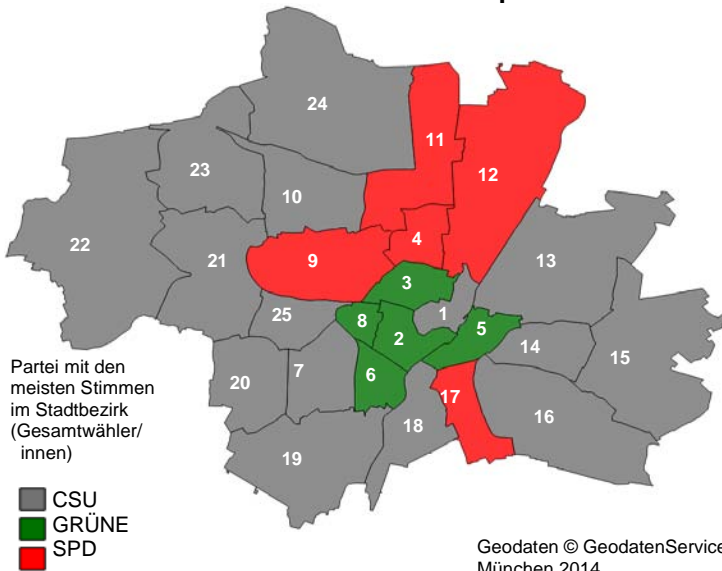 24
11
12
23
10
4
22
21
9
13
3
25
8
2
1
5
14
15
Partei mit den
meisten Stimmen
im Stadtbezirk
(Gesamtwähler/
innen)
20
7
6
17
18
16
19
CSU
GRÜNE
SPD
Geodaten © GeodatenService
München 2014